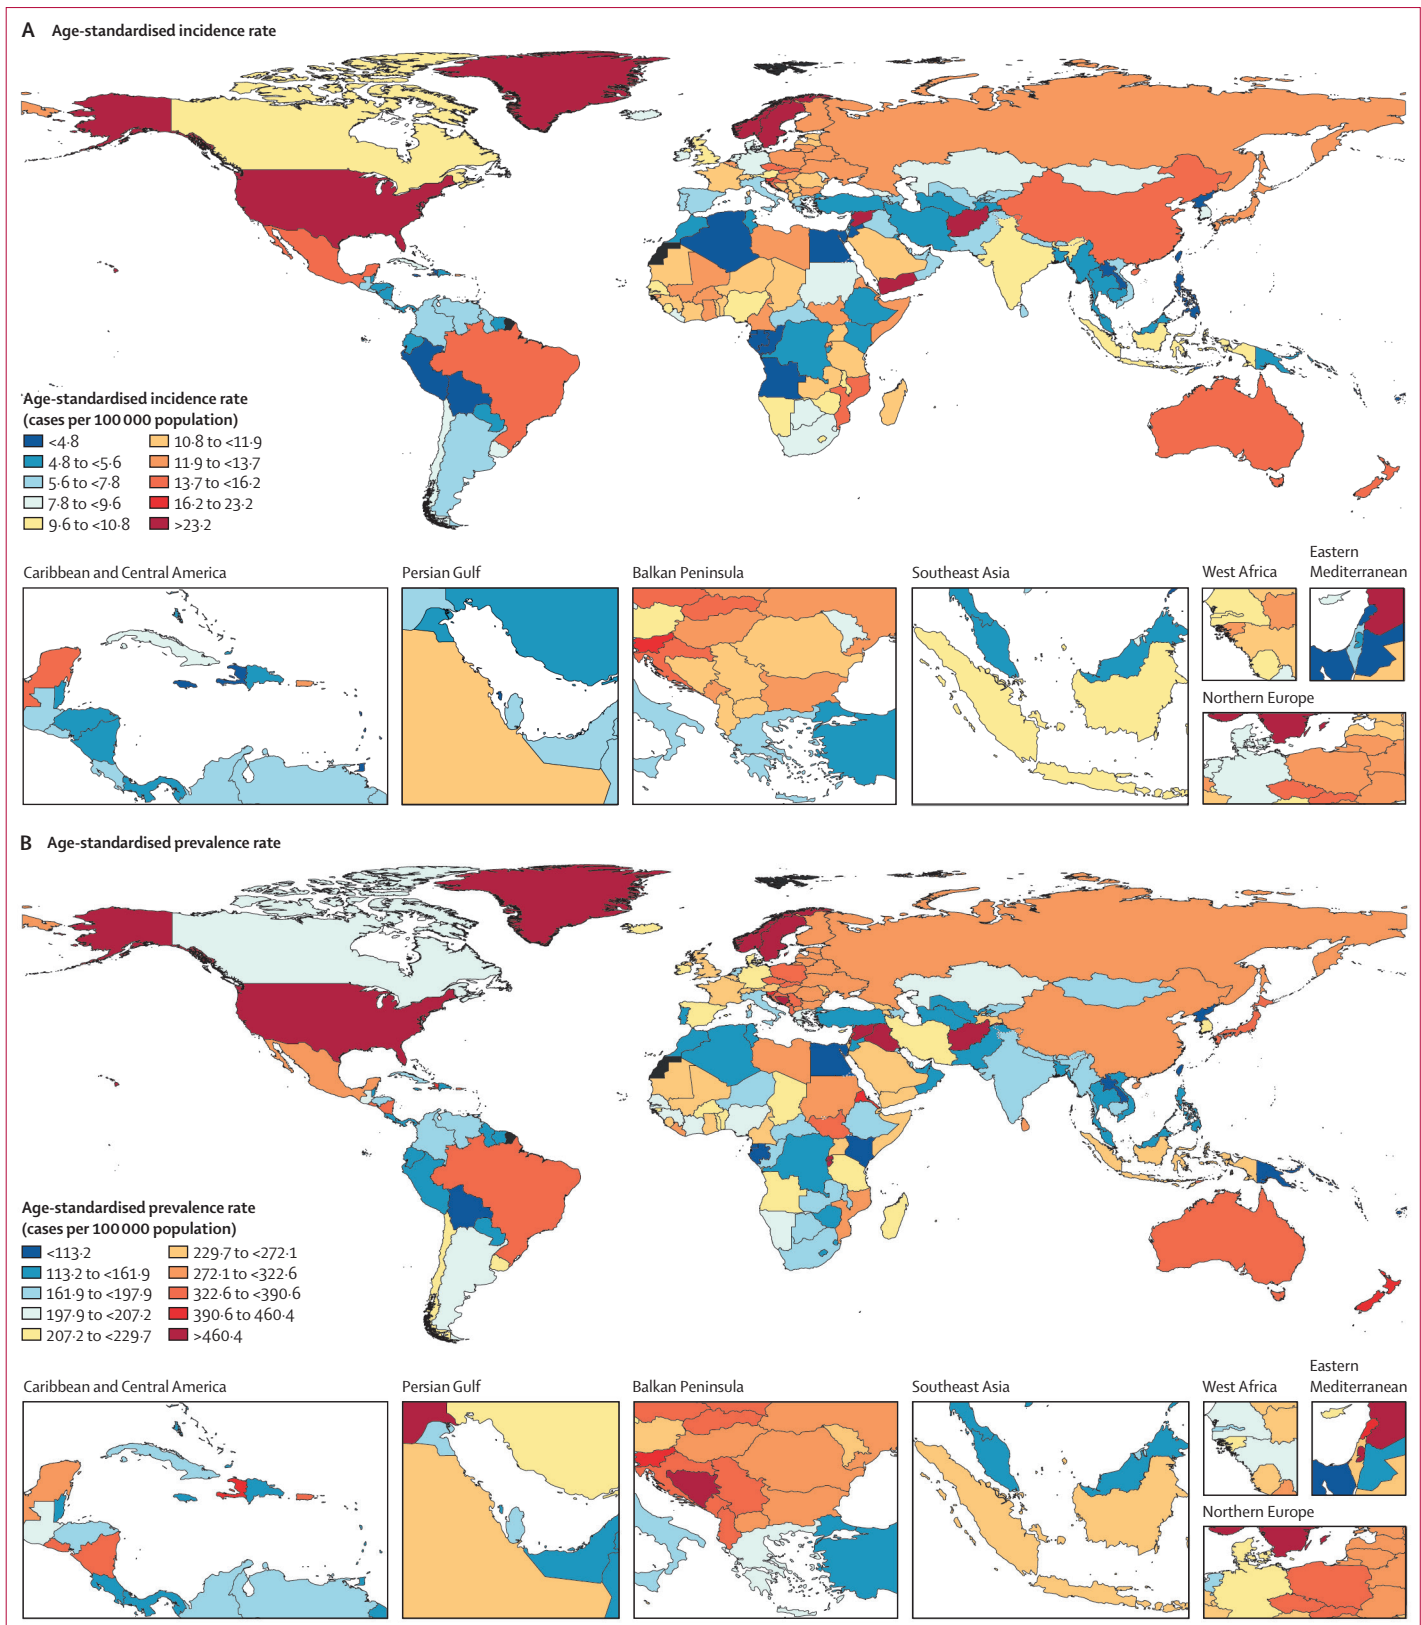 A Age-standardised incidence rate
Age-standardised incidence rate
(cases per 100 000 population)
<4·8
4·8 to <5·6
5·6 to <7·8
7·8 to <9·6
9·6 to <10·8
10·8 to <11·9
11·9 to <13·7
13·7 to <16·2
16·2 to 23·2
>23·2
Caribbean and Central America
Persian Gulf
Balkan Peninsula
Southeast Asia
West Africa
Eastern
Mediterranean
Northern Europe
B Age-standardised prevalence rate
Age-standardised prevalence rate
(cases per 100 000 population)
<113·2
113·2 to <161·9
161·9 to <197·9
197·9 to <207·2
207·2 to <229·7
229·7 to <272·1
272·1 to <322·6
322·6 to <390·6
390·6 to 460·4
>460·4
Caribbean and Central America
Persian Gulf
Balkan Peninsula
Southeast Asia
West Africa
Eastern
Mediterranean
Northern Europe